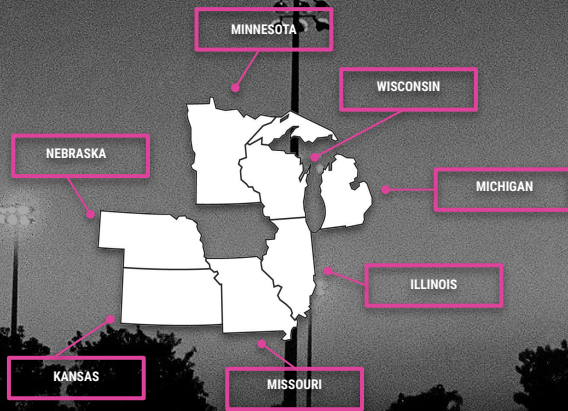 MINNESOTA
WISCONSIN
NEBRASKA
MICHIGAN
ILLINOIS
KANSAS
MISSOURI